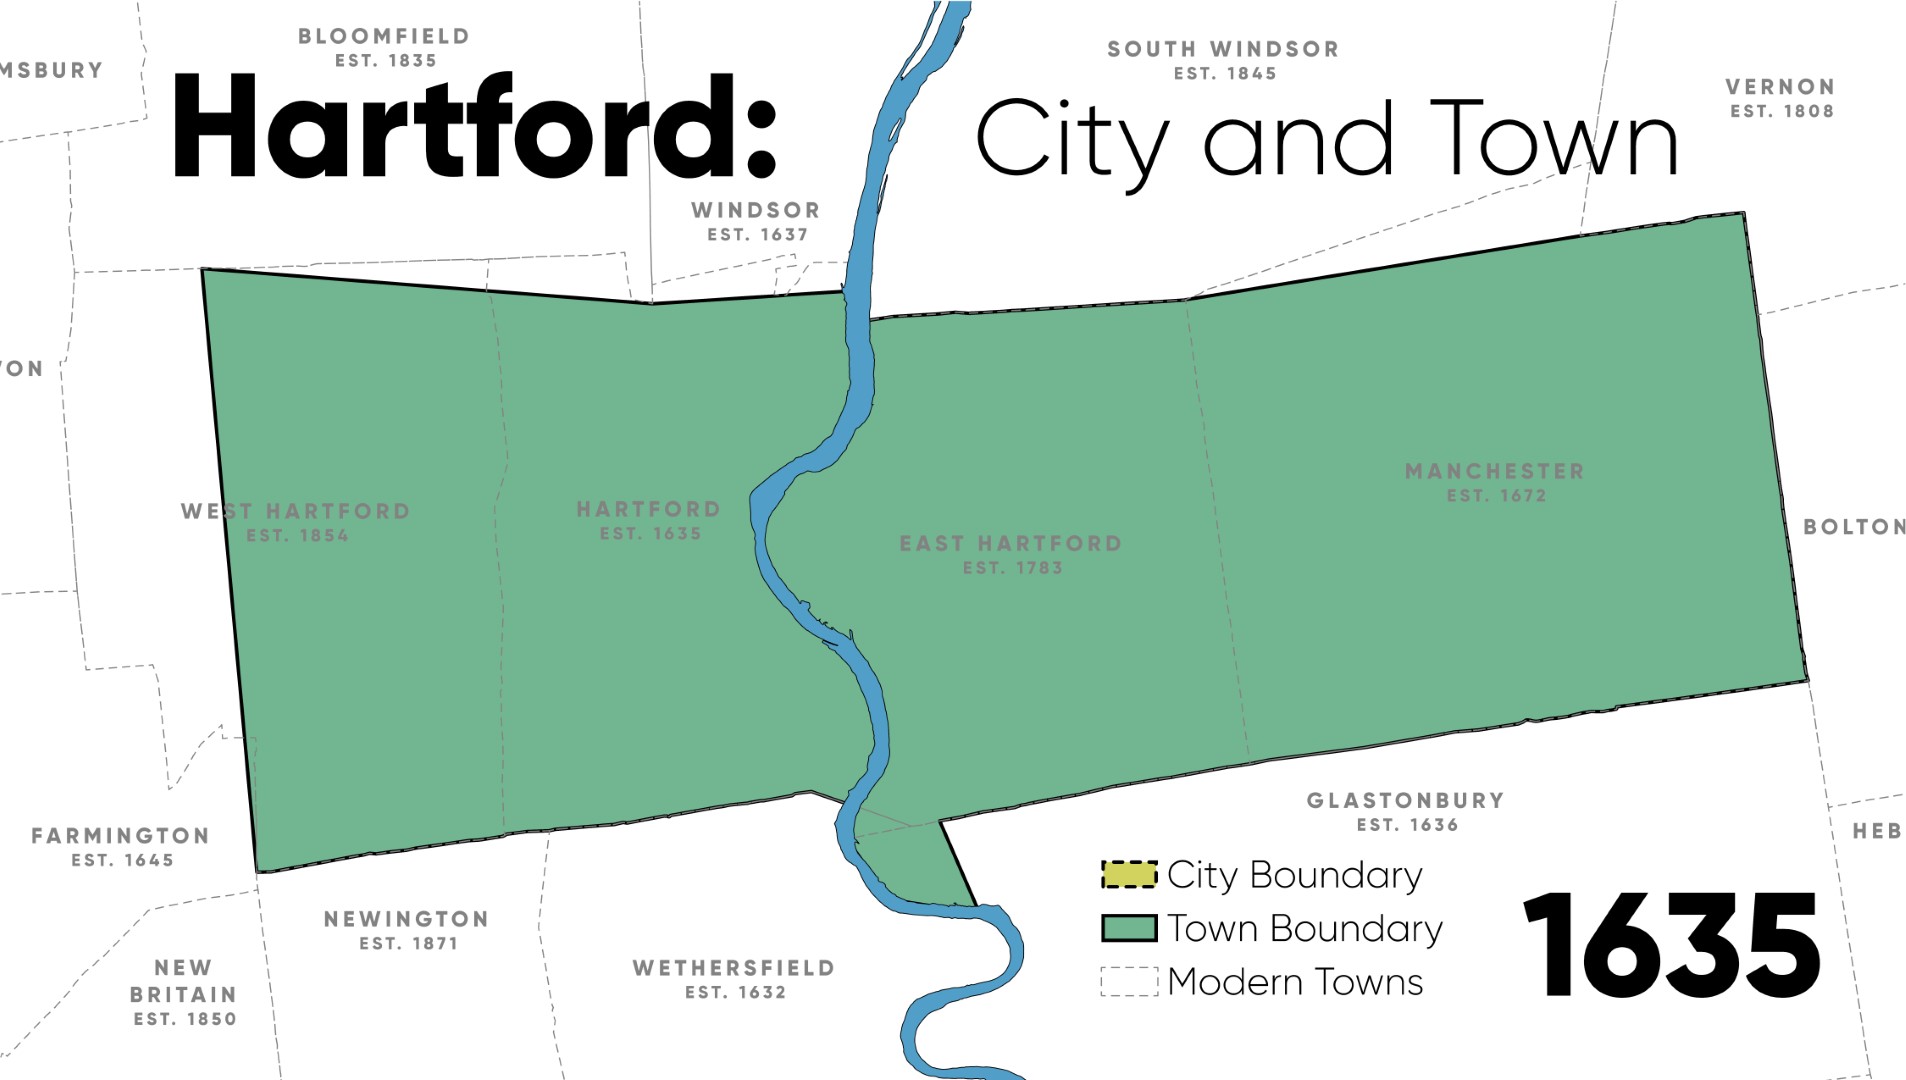 BLOOMFIELD
EST. 1835
MSBURY
SOUTH WINDSOR
EST. 1845
VERNON
EST. 1808
Hartford: City and Town
WINDSOR
EST. 1637
ON
WEST HARTFORD
EST. 1854
HARTFORD
EST. 1635
EAST HARTFORD
EST. 1783
MANCHESTER
EST. 1672
BOLTON
FARMINGTON
EST. 1645
GLASTONBURY
EST. 1636
HEB
NEWINGTON
EST. 1871
NEW
BRITAIN
EST. 1850
WETHERSFIELD
EST. 1632
City Boundary
Town Boundary
Modern Towns
1635